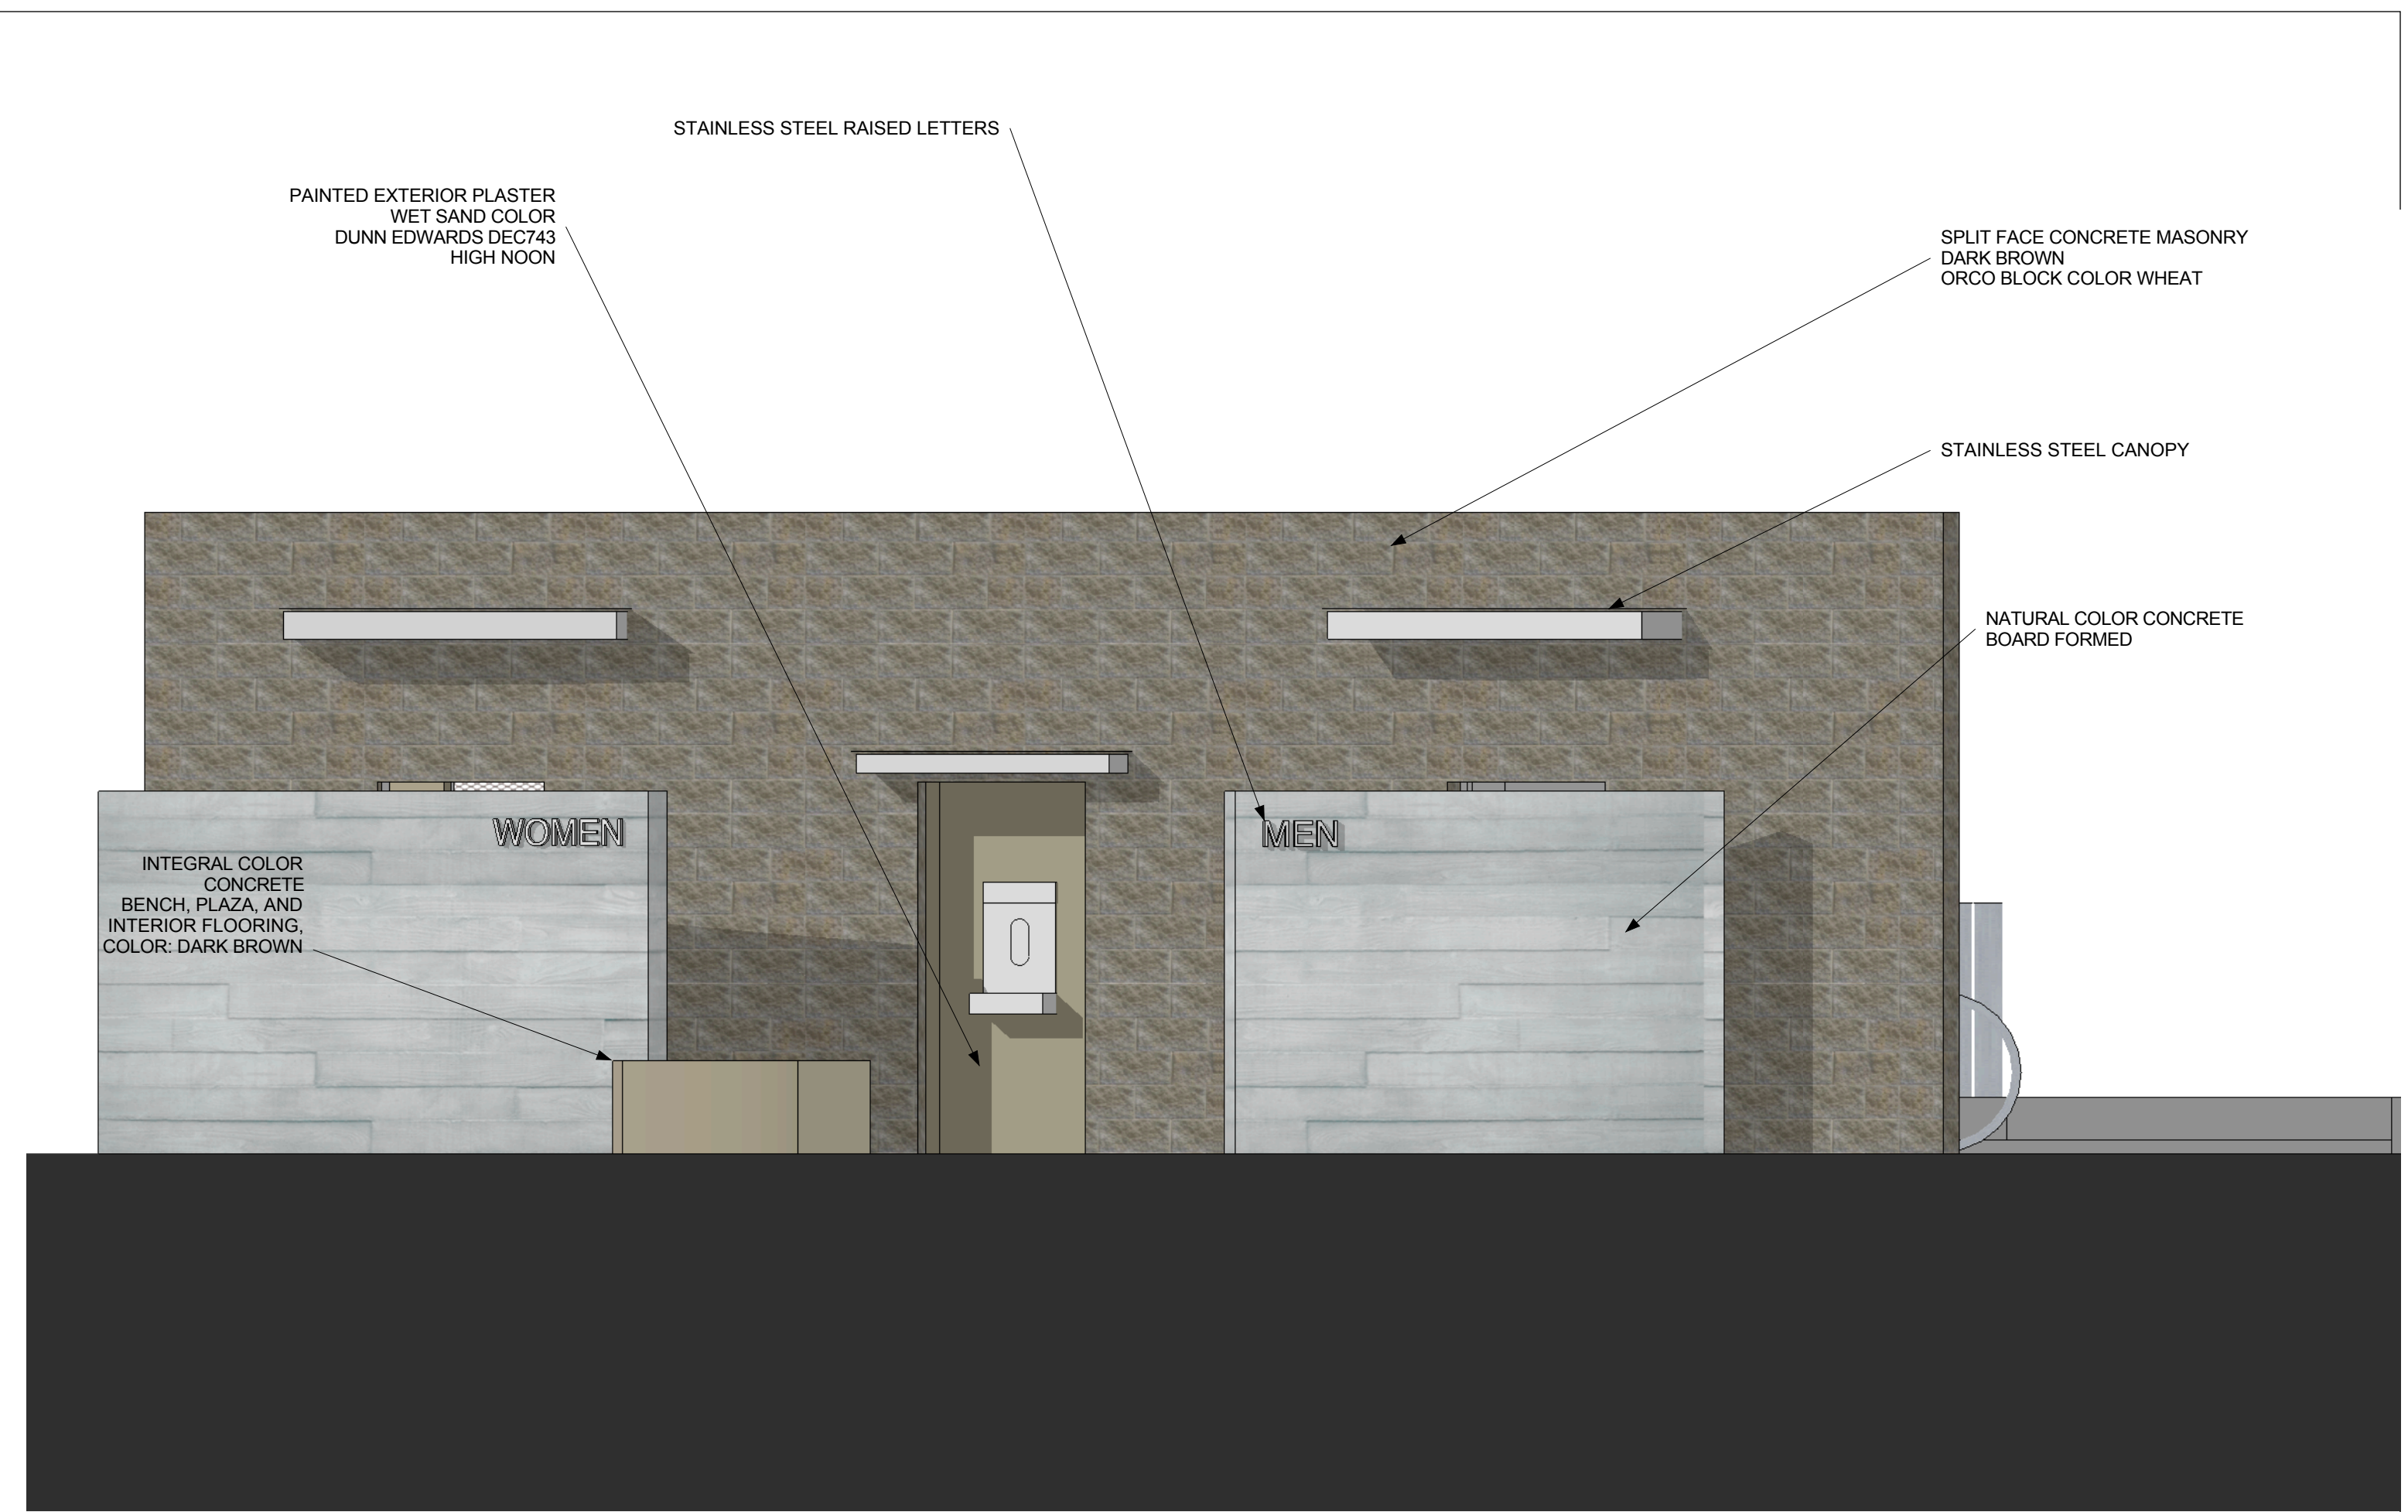 STAINLESS STEEL RAISED LETTERS
PAINTED EXTERIOR PLASTER
WET SAND COLOR
DUNN EDWARDS DEC743
HIGH NOON
SPLIT FACE CONCRETE MASONRY
DARK BROWN
ORCO BLOCK COLOR WHEAT
STAINLESS STEEL CANOPY
NATURAL COLOR CONCRETE
BOARD FORMED
WOMEN
MEN
INTEGRAL COLOR
CONCRETE
BENCH, PLAZA, AND
INTERIOR FLOORING,
COLOR: DARK BROWN